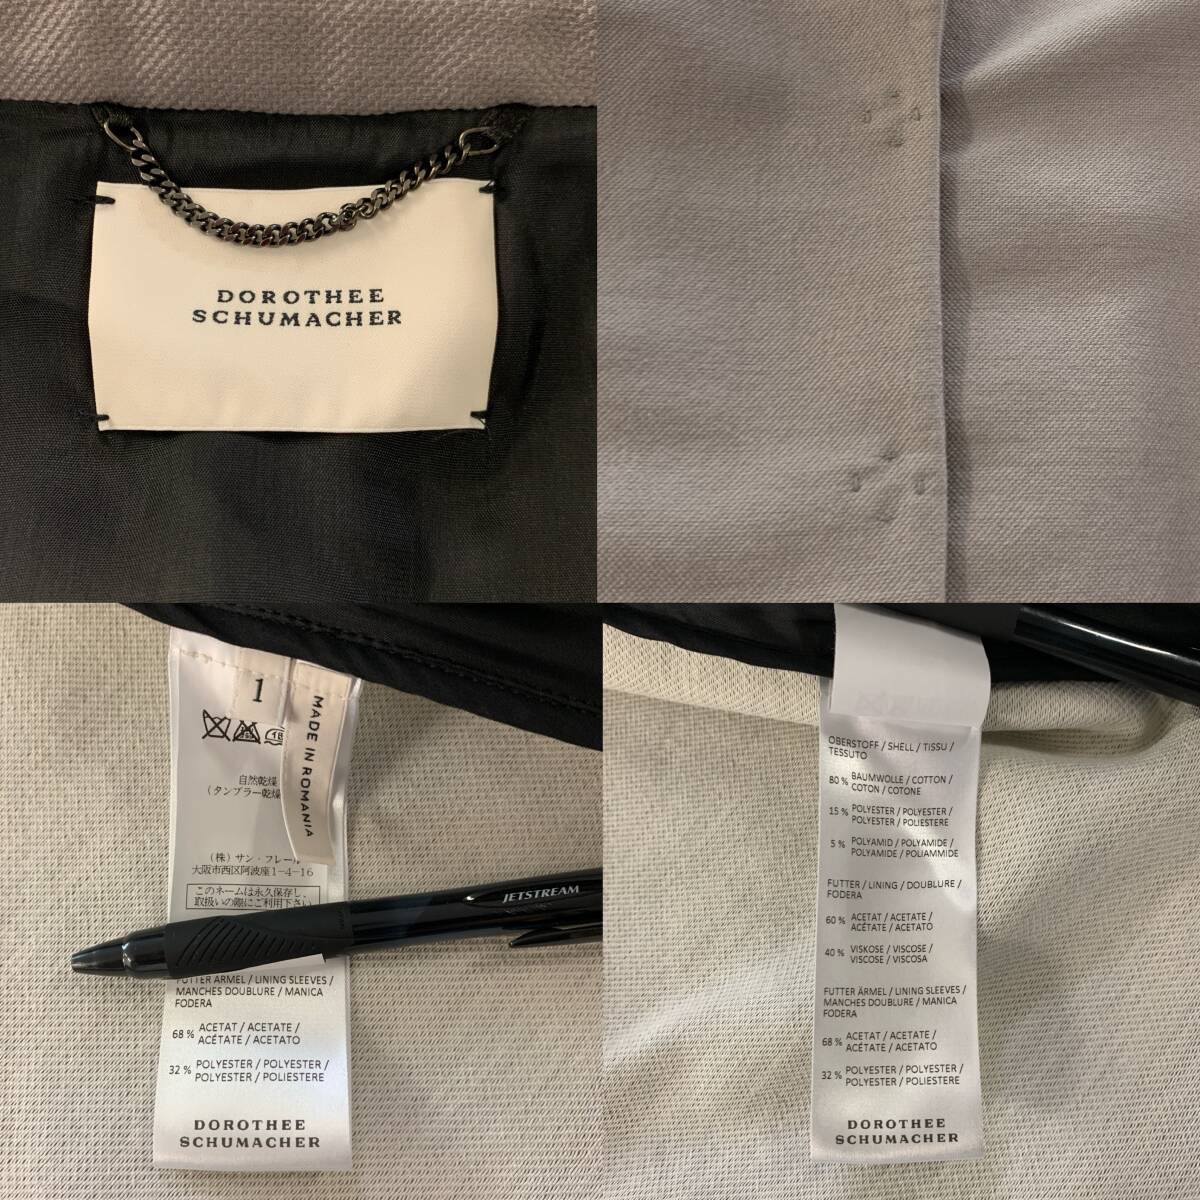 DOROTHEE
SCHUMACHER
1
MADE IN ROMANIA
自然乾燥
(タンブラー乾燥
(株)サン・フレール
大阪市西区阿波座1-4-16
このネームは永久保存し、
取扱いの際にご利用下さい
JETSTREAM
FUTTER ÄRMEL / LINING SLEEVES /
MANCHES DOUBLURE / MANICA
FODERA
68 % ACETAT / ACETATE /
ACÉTATE / ACETATO
32 % POLYESTER / POLYESTER /
POLYESTER / POLIESTERE
DOROTHEE
SCHUMACHER
OBERSTOFF / SHELL / TISSU /
TESSUTO
80 % BAUMWOLLE / COTTON /
COTON / COTONE
15 % POLYESTER / POLYESTER /
POLYESTER / POLIESTERE
5 % POLYAMID / POLYAMIDE /
POLYAMIDE / POLIAMMIDE
FUTTER / LINING / DOUBLURE /
FODERA
60 % ACETAT / ACETATE /
ACÉTATE / ACETATO
40 % VISKOSE / VISCOSE /
VISCOSE / VISCOSA
FUTTER ÄRMEL / LINING SLEEVES /
MANCHES DOUBLURE / MANICA
FODERA
68 % ACETAT / ACETATE /
ACÉTATE / ACETATO
32 % POLYESTER / POLYESTER /
POLYESTER / POLIESTERE
DOROTHEE
SCHUMACHER